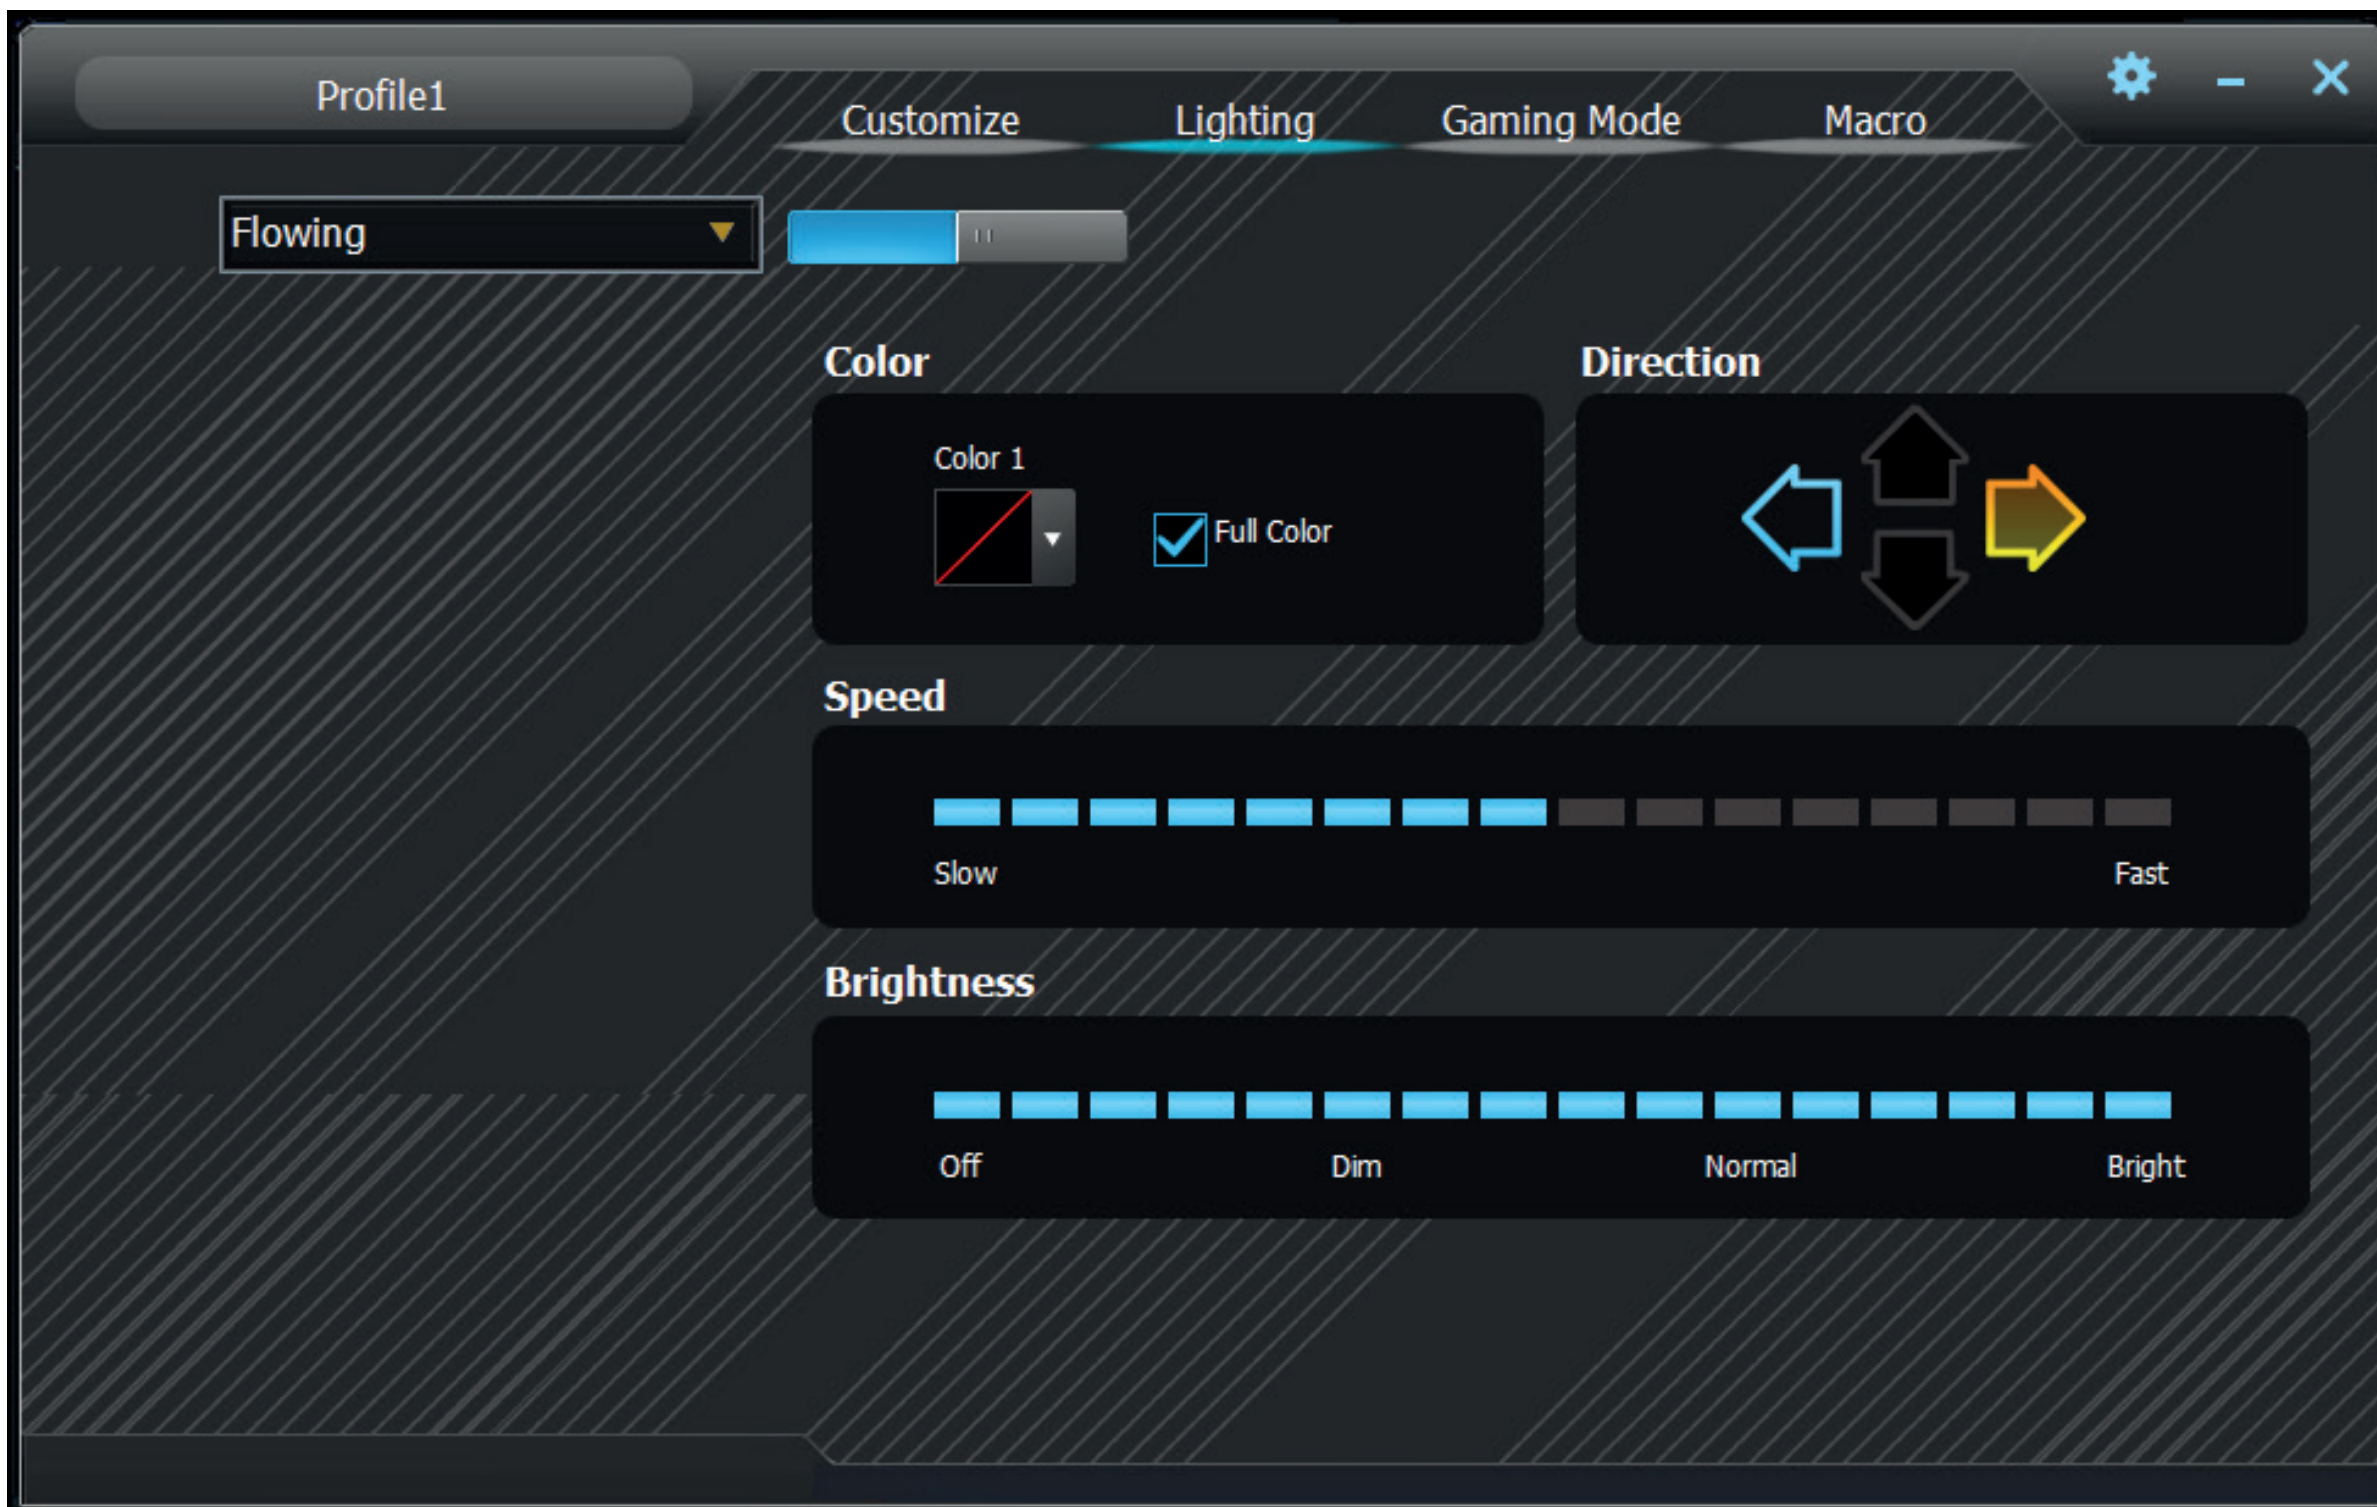 Profile1
Customize Lighting Gaming Mode Macro
Flowing
Color Direction
Color 1
Full Color
Speed
Slow Fast
Brightness
Off Dim Normal Bright